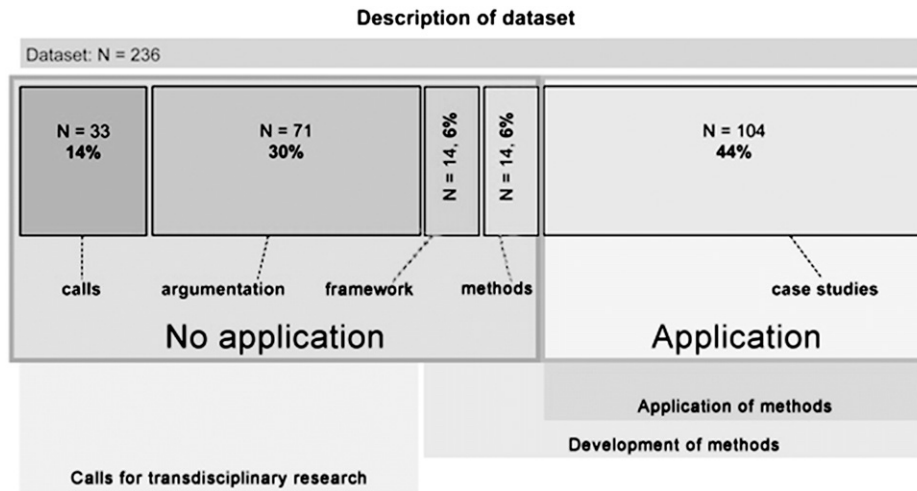 Description of dataset
Dataset: N = 236
N = 33
14%
N = 71
30%
N = 14, 6%
N = 14, 6%
N = 104
44%
calls
argumentation
framework
methods
case studies
No application
Application
Application of methods
Development of methods
Calls for transdisciplinary research